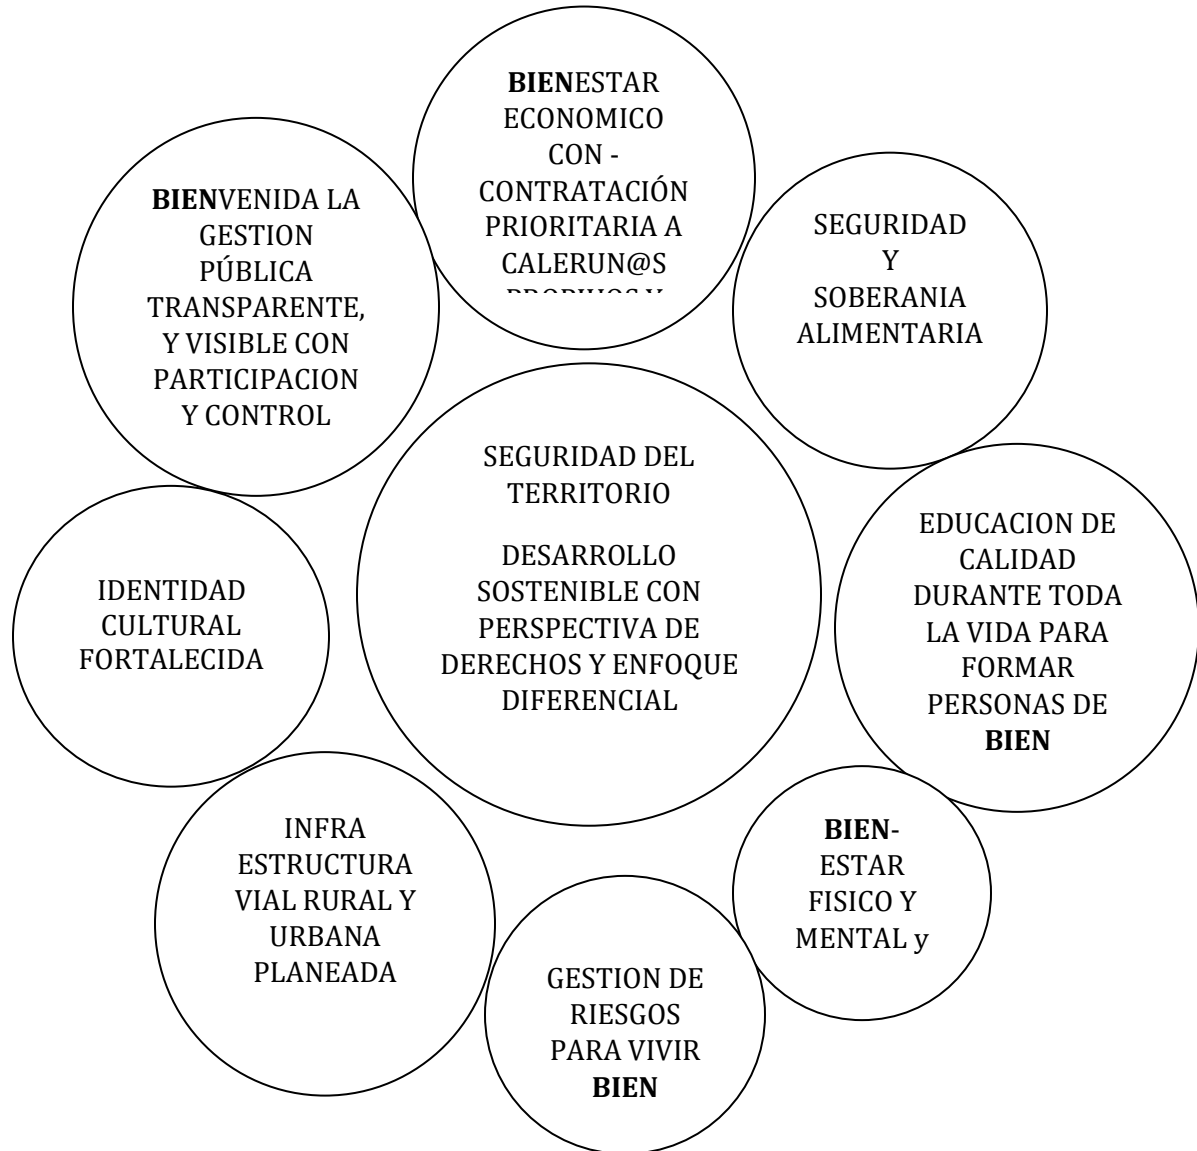 BIENESTAR
ECONOMICO
CON -
CONTRATACIÓN
PRIORITARIA A
CALERUN@S
BIENVENIDA LA
GESTION
PÚBLICA
TRANSPARENTE,
Y VISIBLE CON
PARTICIPACION
Y CONTROL
SEGURIDAD
Y
SOBERANIA
ALIMENTARIA
SEGURIDAD DEL
TERRITORIO
DESARROLLO
SOSTENIBLE CON
PERSPECTIVA DE
DERECHOS Y ENFOQUE
DIFERENCIAL
EDUCACION DE
CALIDAD
DURANTE TODA
LA VIDA PARA
FORMAR
PERSONAS DE
BIEN
IDENTIDAD
CULTURAL
FORTALECIDA
INFRA
ESTRUCTURA
VIAL RURAL Y
URBANA
PLANEADA
BIEN-
ESTAR
FISICO Y
MENTAL y
GESTION DE
RIESGOS
PARA VIVIR
BIEN